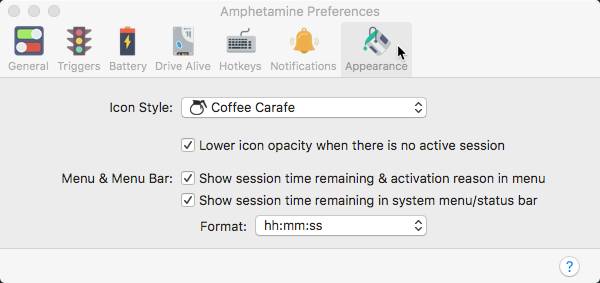 Amphetamine Preferences
General Triggers Battery Drive Alive Hotkeys Notifications Appearance
Icon Style: Coffee Carafe
Lower icon opacity when there is no active session
Menu & Menu Bar: Show session time remaining & activation reason in menu
Show session time remaining in system menu/status bar
Format: hh:mm:ss
?